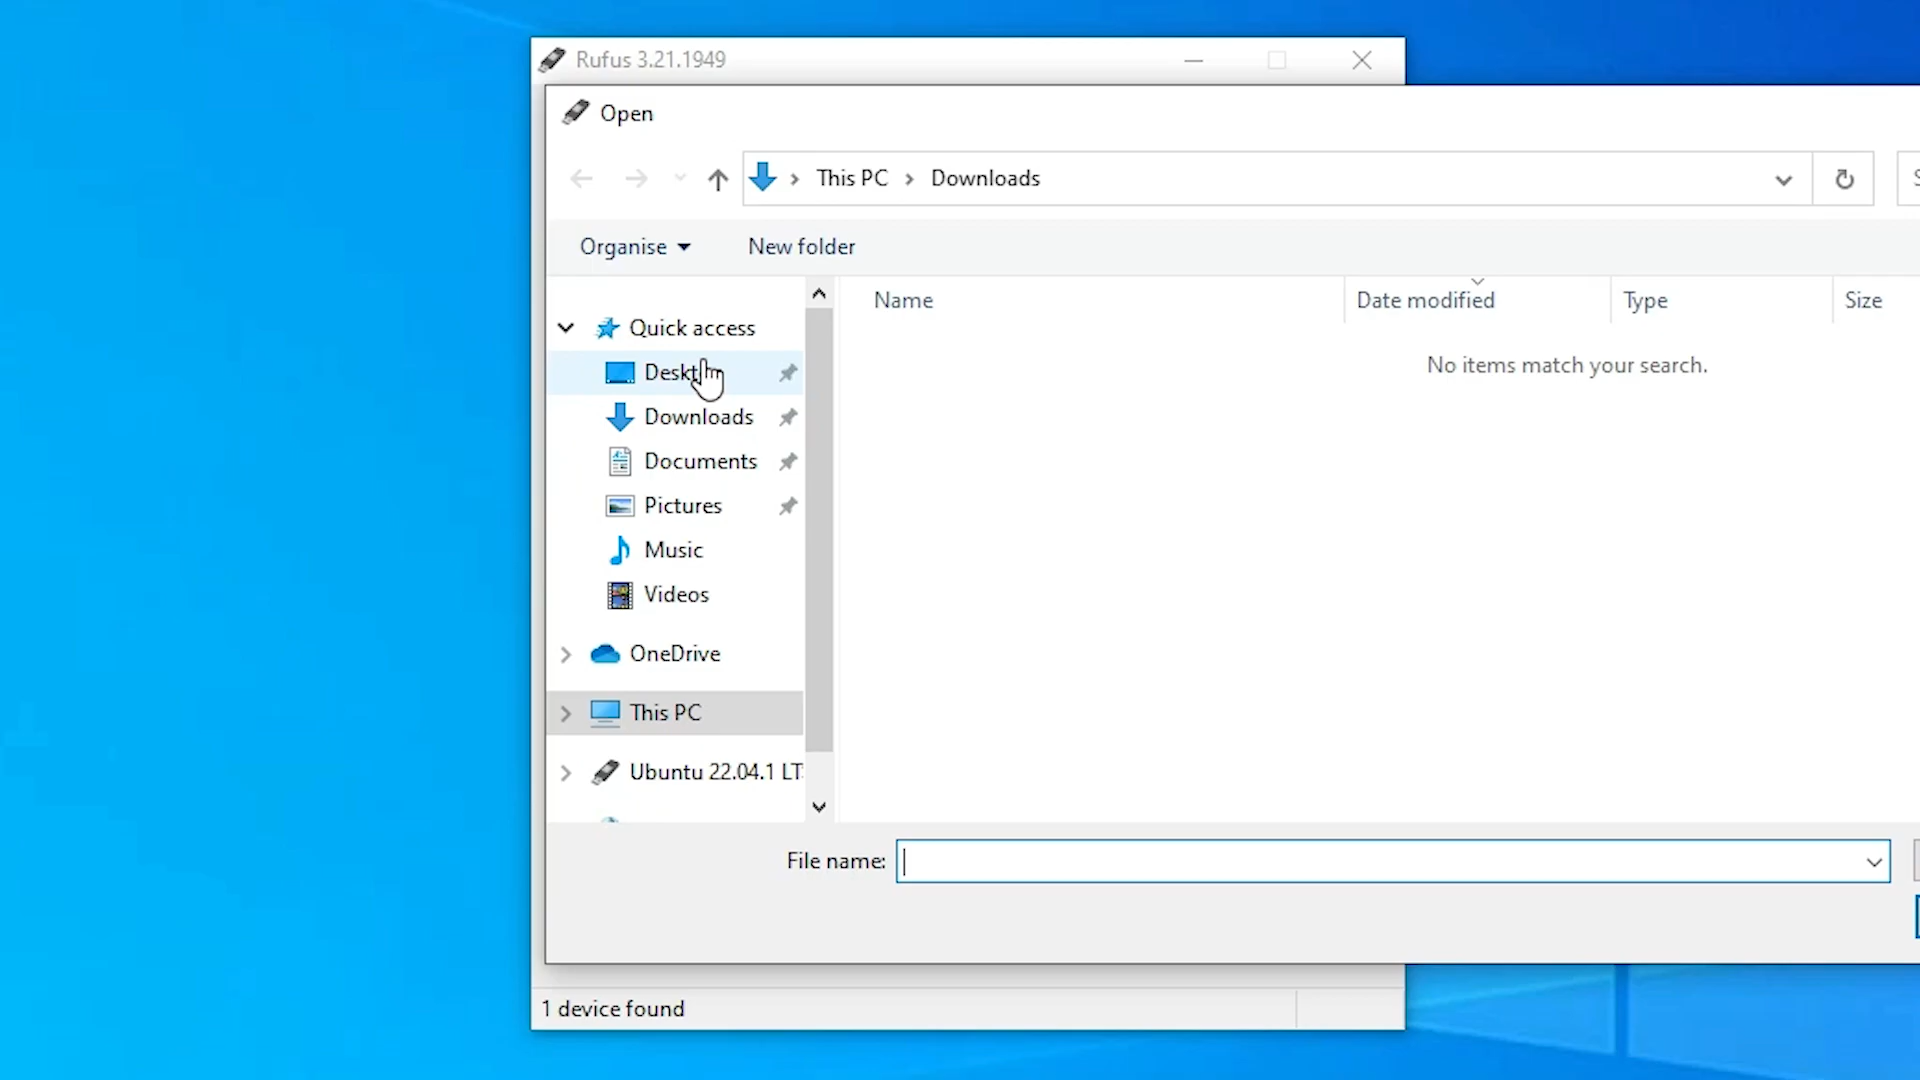 Rufus 3.21.1949
Open
This PC
Downloads
Organise
New folder
Name
Date modified
Type
Size
Quick access
No items match your search.
Downloads
Documents
Pictures
Music
Videos
OneDrive
This PC
Ubuntu 22.04.1
File name:
1 device found